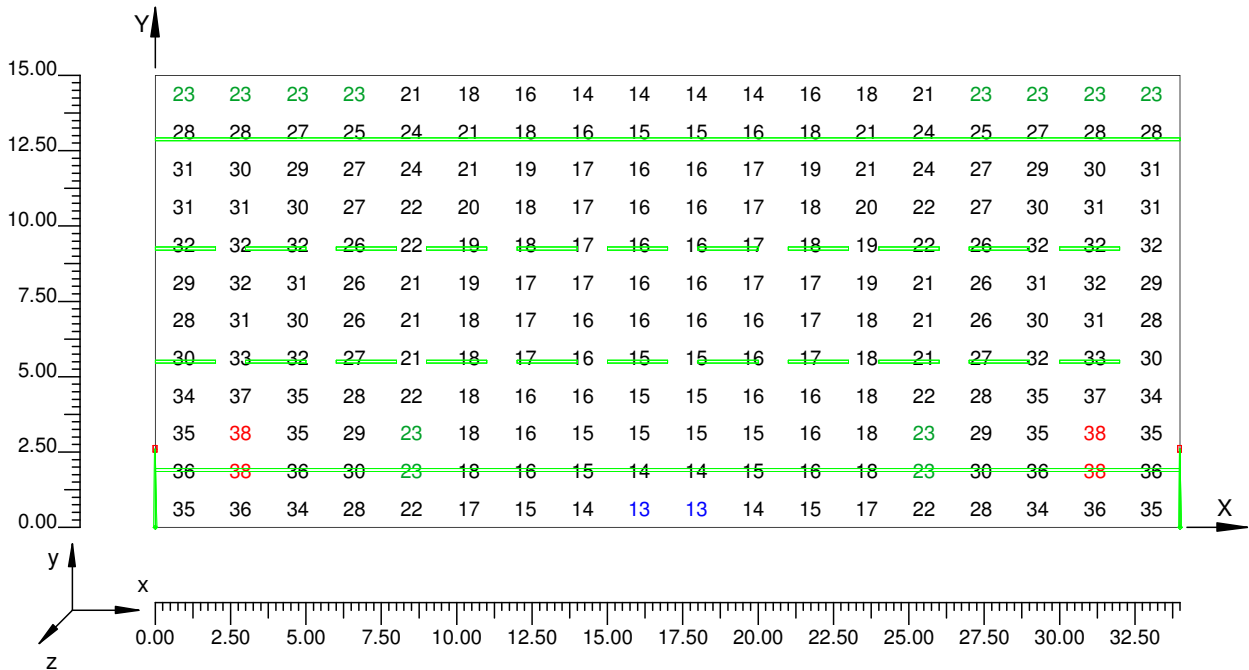 Y
15.00
23 23 23 23 21 18 16 14 14 14 14 16 18 21 23 23 23 23
28 28 27 25 24 21 18 16 15 15 16 18 21 24 25 27 28 28
12.50
31 30 29 27 24 21 19 17 16 16 17 19 21 24 27 29 30 31
31 31 30 27 22 20 18 17 16 16 17 18 20 22 27 30 31 31
10.00
32 32 32 26 22 19 18 17 16 16 17 18 19 22 26 32 32 32
29 32 31 26 21 19 17 17 16 16 17 17 19 21 26 31 32 29
7.50
28 31 30 26 21 18 17 16 16 16 16 17 18 21 26 30 31 28
30 33 32 27 21 18 17 16 15 15 16 17 18 21 27 32 33 30
5.00
34 37 35 28 22 18 16 16 15 15 16 16 18 22 28 35 37 34
35 38 35 29 23 18 16 15 15 15 15 16 18 23 29 35 38 35
2.50
36 38 36 30 23 18 16 15 14 14 15 16 18 23 30 36 38 36
35 36 34 28 22 17 15 14 13 13 14 15 17 22 28 34 36 35
X
0.00
y
x
z
0.00 2.50 5.00 7.50 10.00 12.50 15.00 17.50 20.00 22.50 25.00 27.50 30.00 32.50